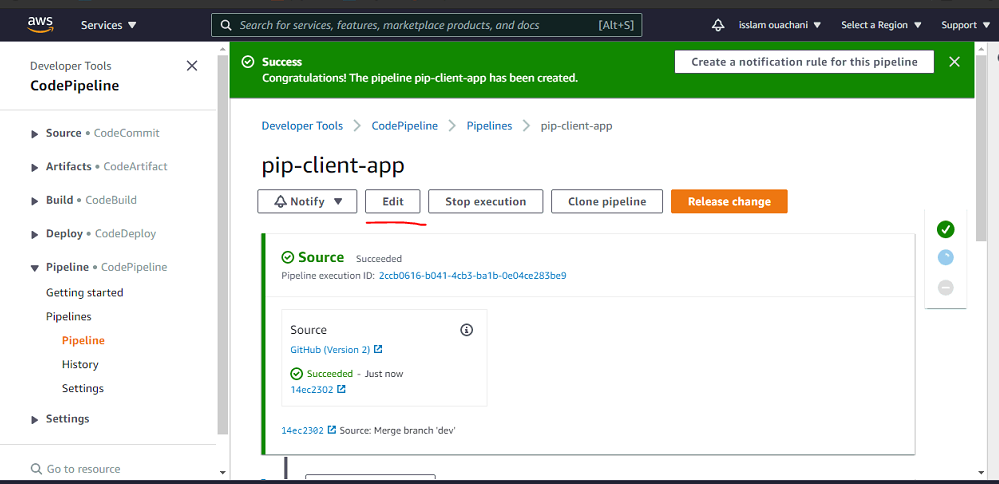 aws
Services ▼
Search for services, features, marketplace products, and docs
[Alt+S]
isslam ouachani ▼
Select a Region ▼
Support ▼
Developer Tools
CodePipeline
Source • CodeCommit
Artifacts • CodeArtifact
Build • CodeBuild
Deploy • CodeDeploy
Pipeline • CodePipeline
Getting started
Pipelines
Pipeline
History
Settings
Settings
Go to resource
Success
Congratulations! The pipeline pip-client-app has been created.
Create a notification rule for this pipeline
Developer Tools > CodePipeline > Pipelines > pip-client-app
pip-client-app
Notify ▼
Edit
Stop execution
Clone pipeline
Release change
Source Succeeded
Pipeline execution ID: 2ccb0616-b041-4cb3-ba1b-0e04ce283be9
Source
GitHub (Version 2)
Succeeded - Just now
14ec2302
14ec2302 Source: Merge branch 'dev'